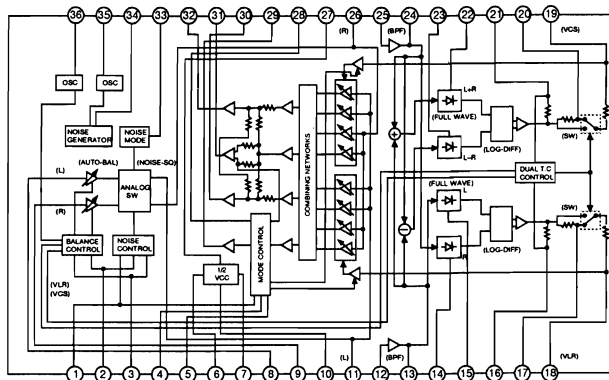 36 35 34 33 32 31 30 29 28 27 26 25 24 23 22 21 20 19
(R) (BPF) (VCS)
OSC OSC
NOISE GENERATOR
NOISE MODE
L+R
(FULL WAVE)
L-R
(LOG-DIFF)
(SW)
(L) (AUTO-BAL) (NOISE-SQ)
(R)
ANALOG SW
BALANCE CONTROL
NOISE CONTROL
(VLR)
(VCS)
COMBINING NETWORKS
MODE CONTROL
1/2 VCC
DUAL T.C CONTROL
(FULL WAVE)
L
R
(LOG-DIFF)
(SW)
(L) (BPF) (VLR)
1 2 3 4 5 6 7 8 9 10 11 12 13 14 15 16 17 18